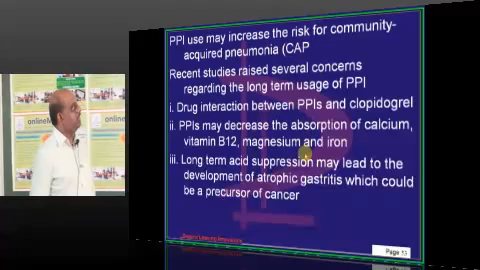 PPI use may increase the risk for community-
acquired pneumonia (CAP
Recent studies raised several concerns
regarding the long term usage of PPI
i. Drug interaction between PPIs and clopidogrel
ii. PPIs may decrease the absorption of calcium,
vitamin B12, magnesium and iron
iii. Long term acid suppression may lead to the
development of atrophic gastritis which could
be a precursor of cancer
Page 53